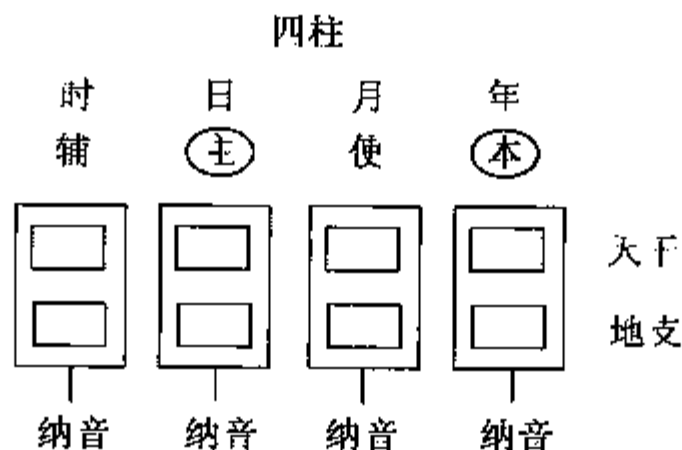 四柱
时 日 月 年
辅 主 使 本
天干
地支
纳音 纳音 纳音 纳音